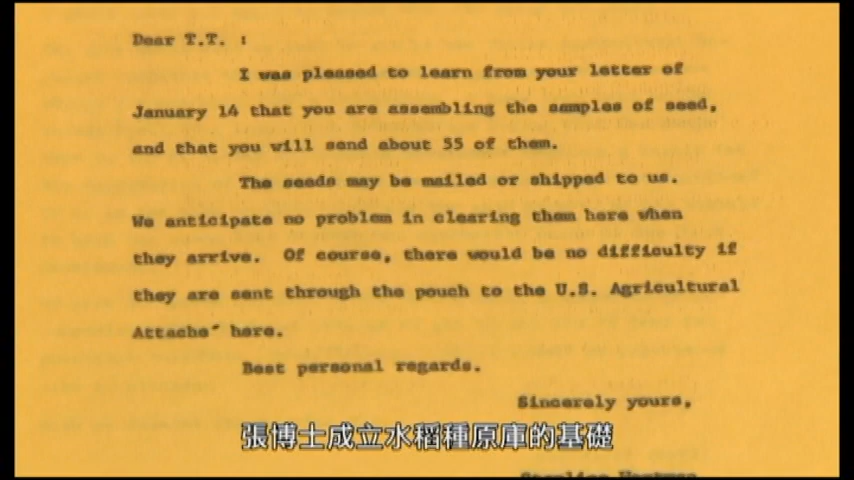 Dear T.T. :
I was pleased to learn from your letter of
January 14 that you are assembling the samples of seed,
and that you will send about 55 of them.
The seeds may be mailed or shipped to us.
We anticipate no problem in clearing them here when
they arrive. Of course, there would be no difficulty if
they are sent through the pouch to the U.S. Agricultural
Attache" here.
Best personal regards.
Sincerely yours,
張博士成立水稻種原庫的基礎